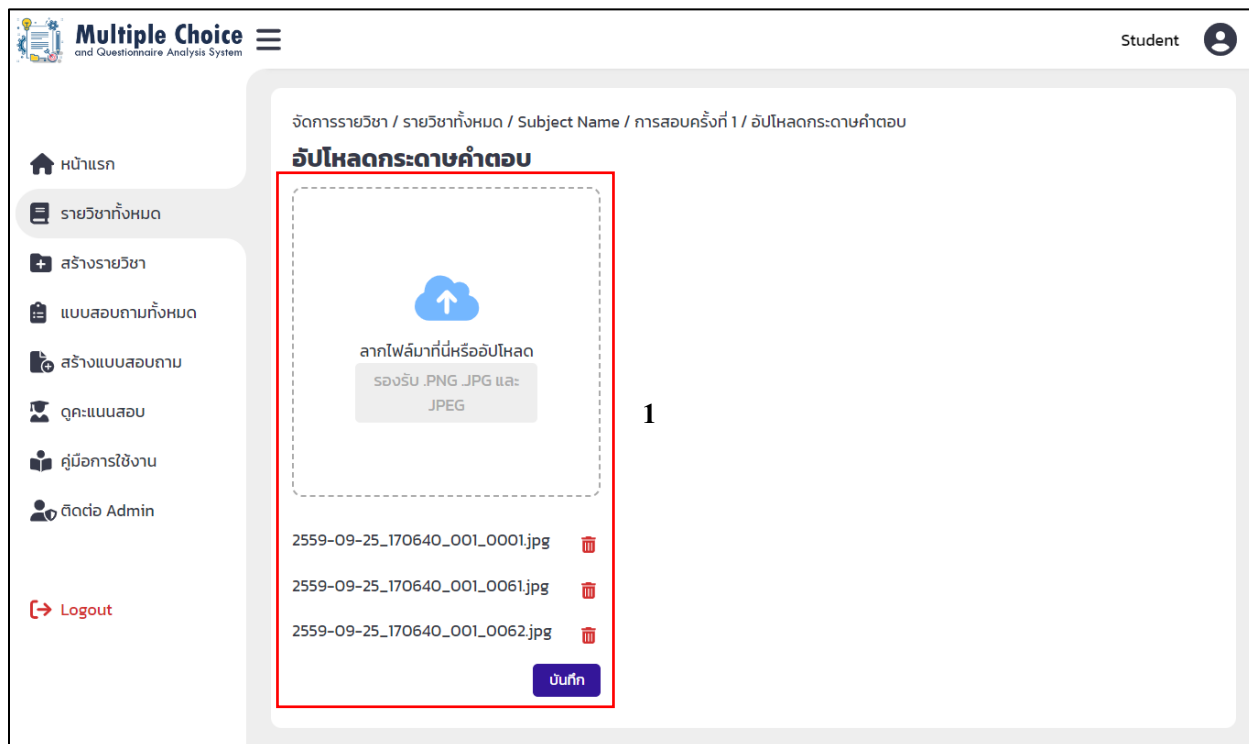 Multiple Choice
and Questionnaire Analysis System
Student
จัดการรายวิชา / รายวิชาทั้งหมด / Subject Name / การสอบครั้งที่ 1 / อัปโหลดกระดาษคำตอบ
อัปโหลดกระดาษคำตอบ
หน้าแรก
รายวิชาทั้งหมด
สร้างรายวิชา
แบบสอบถามทั้งหมด
สร้างแบบสอบถาม
ดูคะแนนสอบ
คู่มือการใช้งาน
ติดต่อ Admin
Logout
ลากไฟล์มาที่นี่หรืออัปโหลด
รองรับ .PNG .JPG และ
JPEG
1
2559-09-25_170640_001_0001.jpg
2559-09-25_170640_001_0061.jpg
2559-09-25_170640_001_0062.jpg
บันทึก